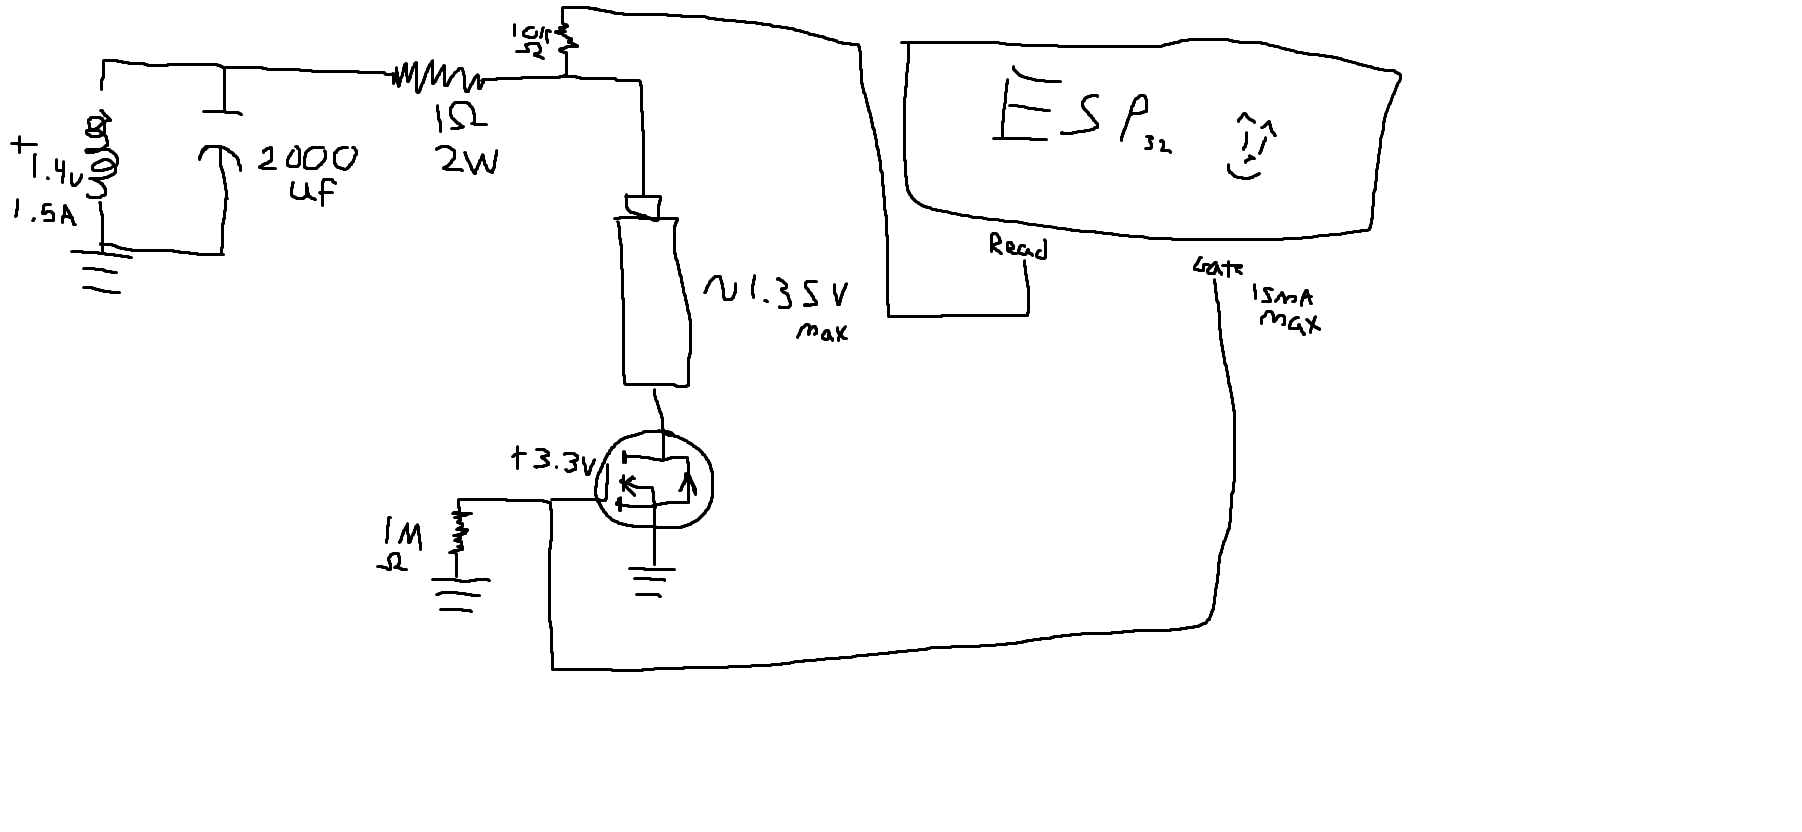 10K
Ω
+
1.4v
1.5A
2000
uf
1Ω
2W
ESP32
Read
Gate
15mA
max
~1.35V
max
+3.3v
1M
Ω